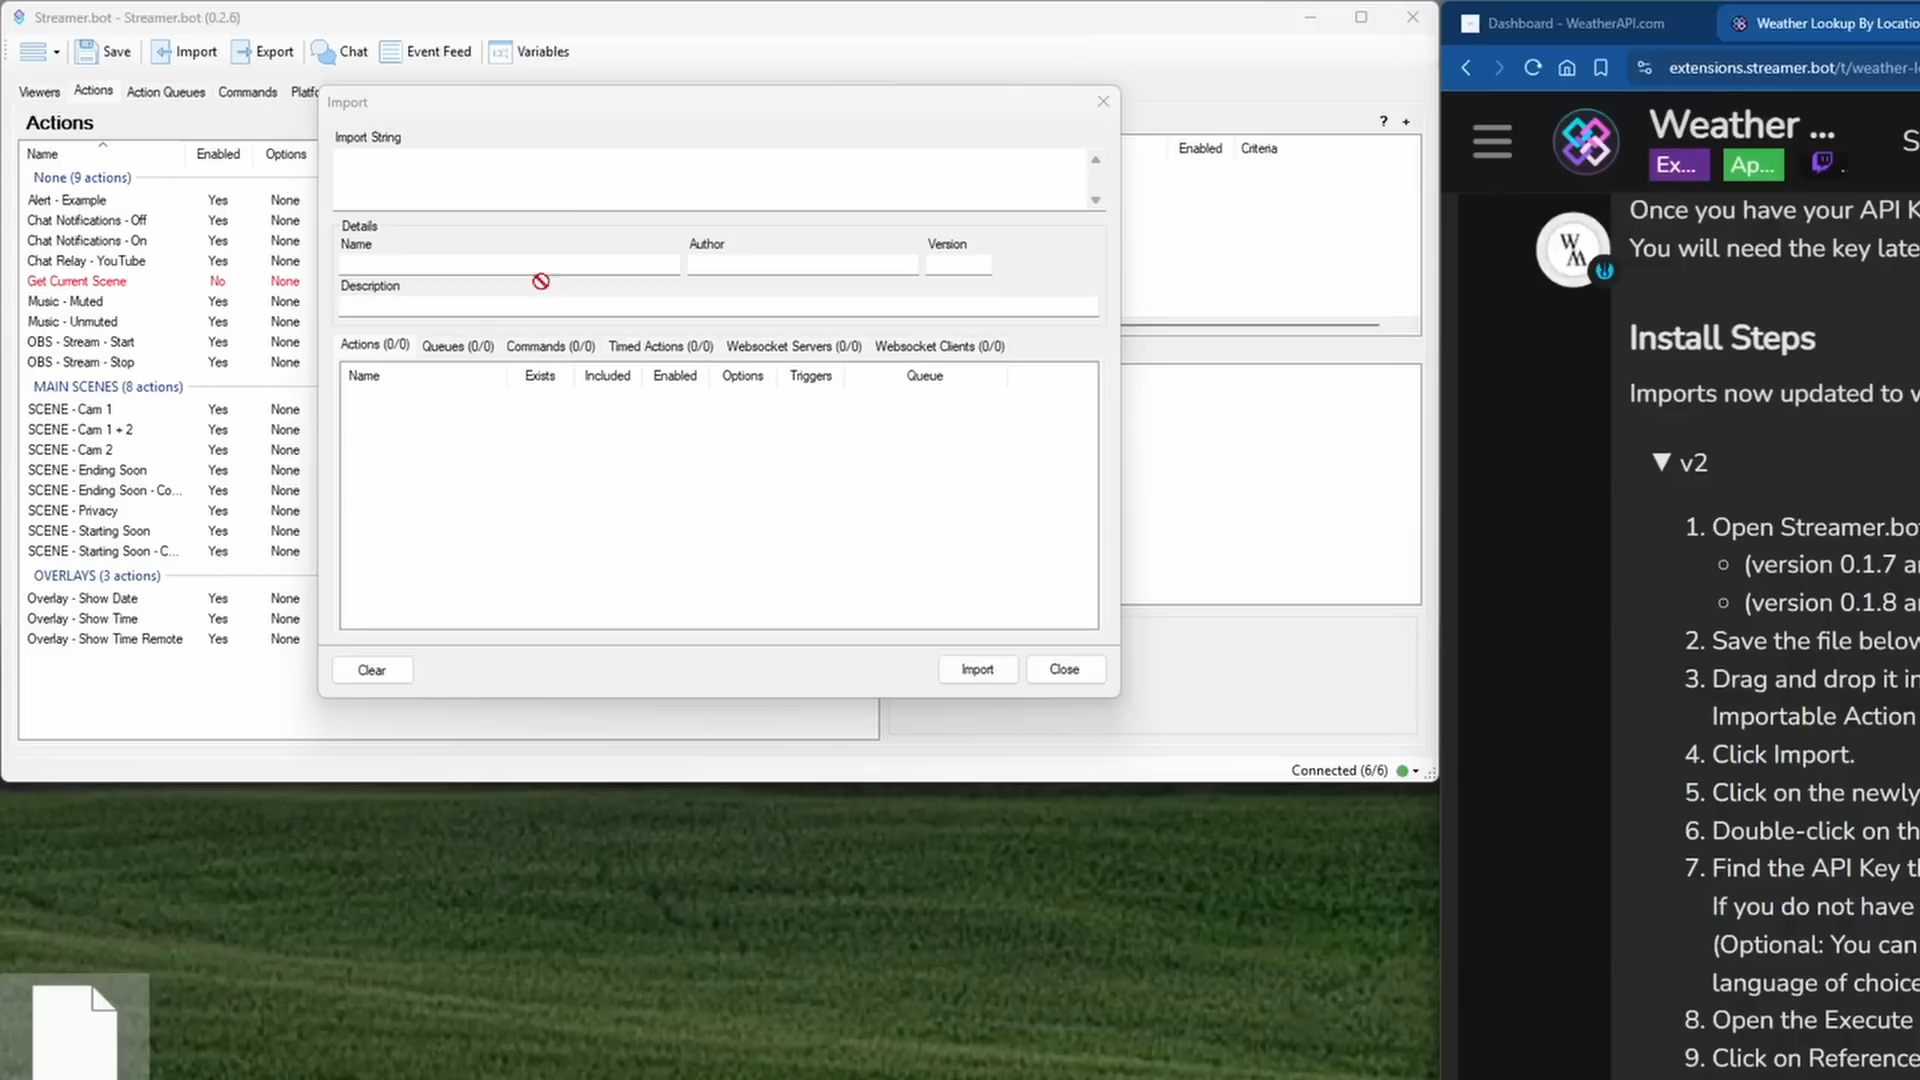 Streamer.bot - Streamer.bot (0.2.6)
Save
Import
Export
Chat
Event Feed
Variables
Viewers
Actions
Action Queues
Commands
Platfo
Actions
Name Enabled Options
None (9 actions)
Alert - Example Yes None
Chat Notifications - Off Yes None
Chat Notifications - On Yes None
Chat Relay - YouTube Yes None
Get Current Scene No None
Music - Muted Yes None
Music - Unmuted Yes None
OBS - Stream - Start Yes None
OBS - Stream - Stop Yes None
MAIN SCENES (8 actions)
SCENE - Cam 1 Yes None
SCENE - Cam 1 + 2 Yes None
SCENE - Cam 2 Yes None
SCENE - Ending Soon Yes None
SCENE - Ending Soon - Co... Yes None
SCENE - Privacy Yes None
SCENE - Starting Soon Yes None
SCENE - Starting Soon - C... Yes None
OVERLAYS (3 actions)
Overlay - Show Date Yes None
Overlay - Show Time Yes None
Overlay - Show Time Remote Yes None
Import
Import String
Details
Name Author Version
Description
Actions (0/0) Queues (0/0) Commands (0/0) Timed Actions (0/0) Websocket Servers (0/0) Websocket Clients (0/0)
Name Exists Included Enabled Options Triggers Queue
Clear Import Close
? +
Enabled Criteria
Connected (6/6)
Dashboard - WeatherAPI.com
Weather Lookup By Locatio
extensions.streamer.bot/t/weather-l
Weather ...
S
Ex... Ap... .
WM
Once you have your API K
You will need the key late
Install Steps
Imports now updated to v
▼ v2
1. Open Streamer.bo
(version 0.1.7 a
(version 0.1.8 a
2. Save the file below
3. Drag and drop it in
Importable Action
4. Click Import.
5. Click on the newly
6. Double-click on th
7. Find the API Key th
If you do not have
(Optional: You can
language of choice
8. Open the Execute
9. Click on Reference